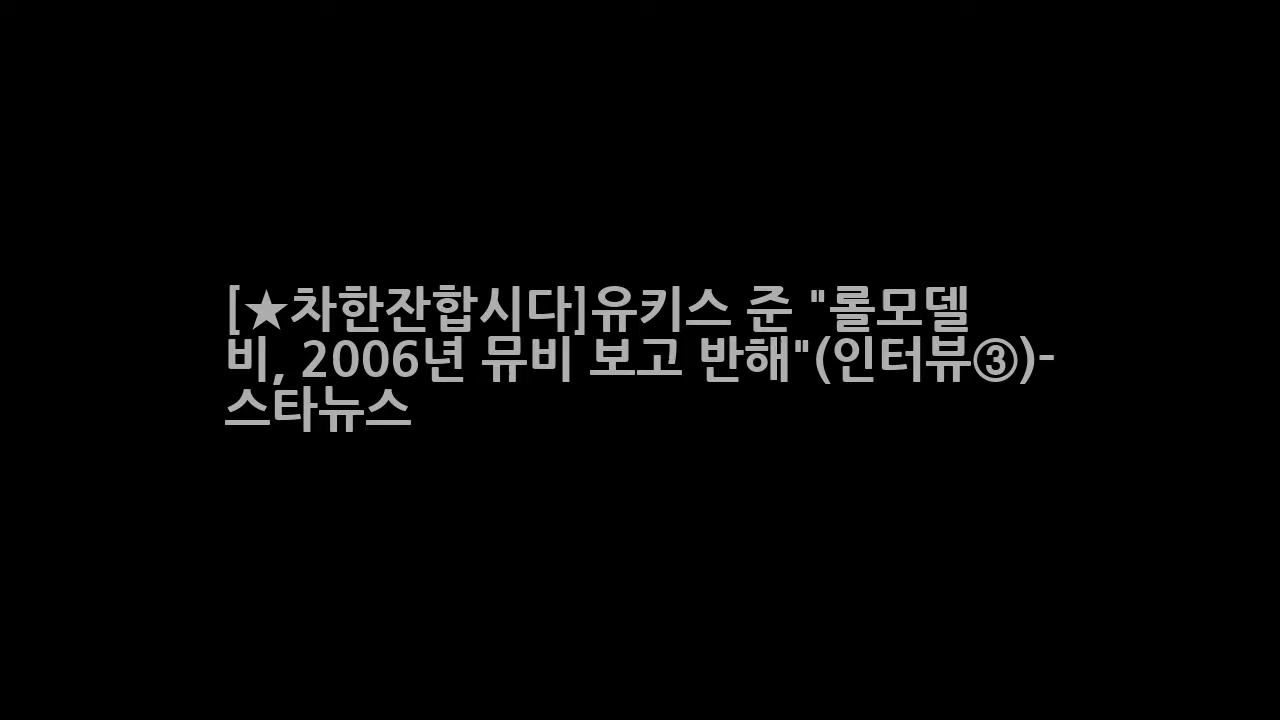 [★차한잔합시다]유키스 준 "롤모델
비, 2006년 뮤비 보고 반해"(인터뷰③)-
스타뉴스